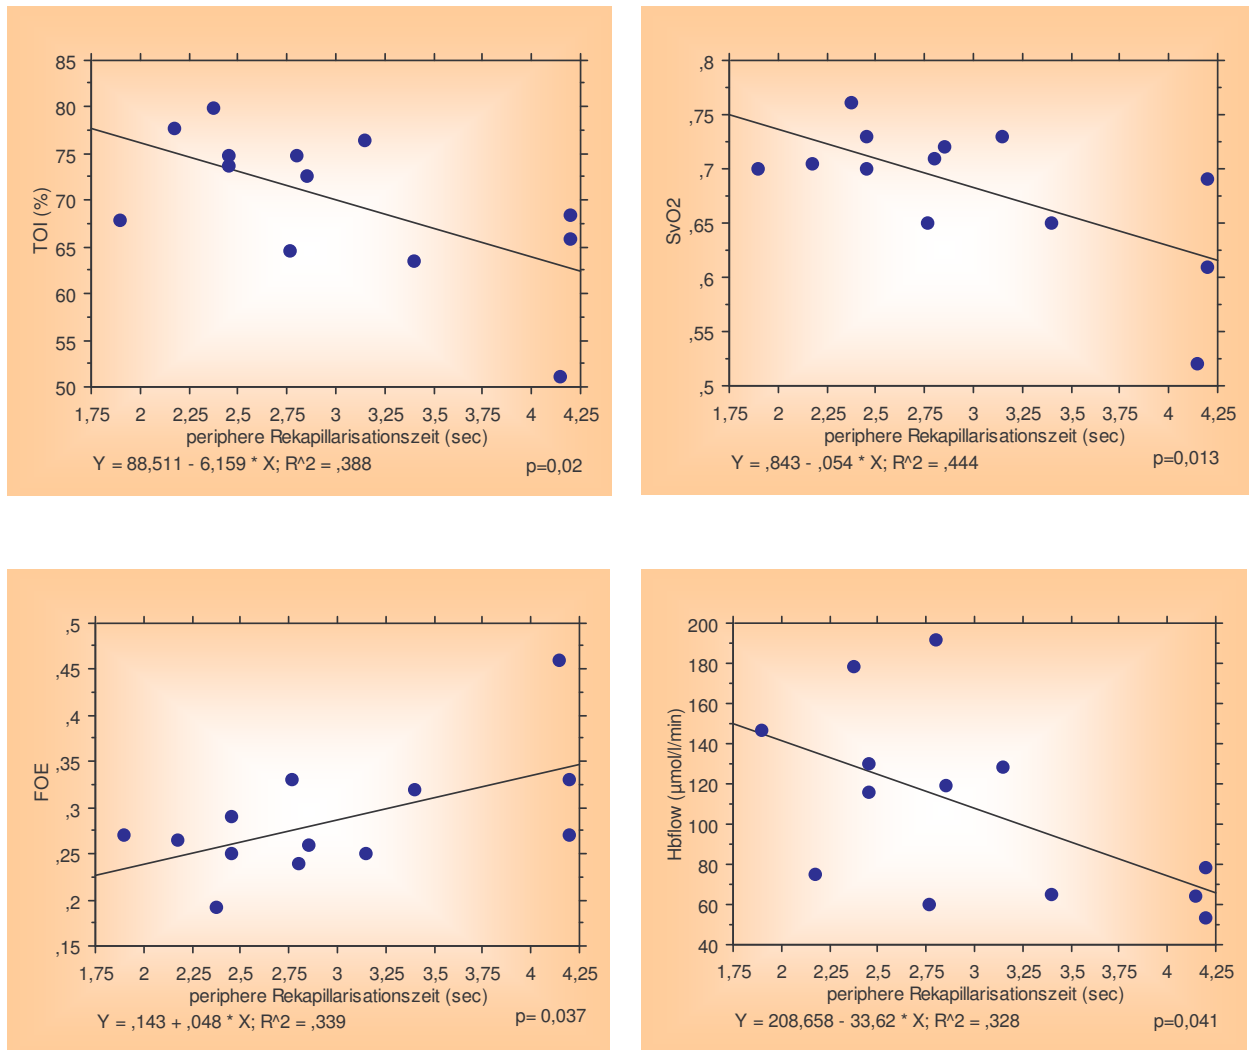 85
80
75
70
65
60
55
50
TOI (%)
1,75 2 2,25 2,5 2,75 3 3,5 3,5 3,75 4 4,25
periphere Rekapillarisationszeit (sec)
Y = 88,511 - 6,159 * X; R^2 = ,388
p=0,02
,8
,75
,7
,65
,6
,55
,5
SvO2
1,75 2 2,25 2,5 2,75 3 3,25 3,5 3,75 4 4,25
periphere Rekapillarisationszeit (sec)
Y = ,843 - ,054 * X; R^2 = ,444
p=0,013
,5
,45
,4
,35
,3
,25
,2
,15
FOE
1,75 2 2,25 2,5 2,75 3 3,25 3,5 3,75 4 4,25
periphere Rekapillarisationszeit (sec)
Y = ,143 + ,048 * X; R^2 = ,339
p= 0,037
200
180
160
140
120
100
80
60
40
Hbflow (µmol/l/min)
1,75 2 2,25 2,5 2,75 3 3,25 3,5 3,75 4 4,25
periphere Rekapillarisationszeit (sec)
Y = 208,658 - 33,62 * X; R^2 = ,328
p=0,041